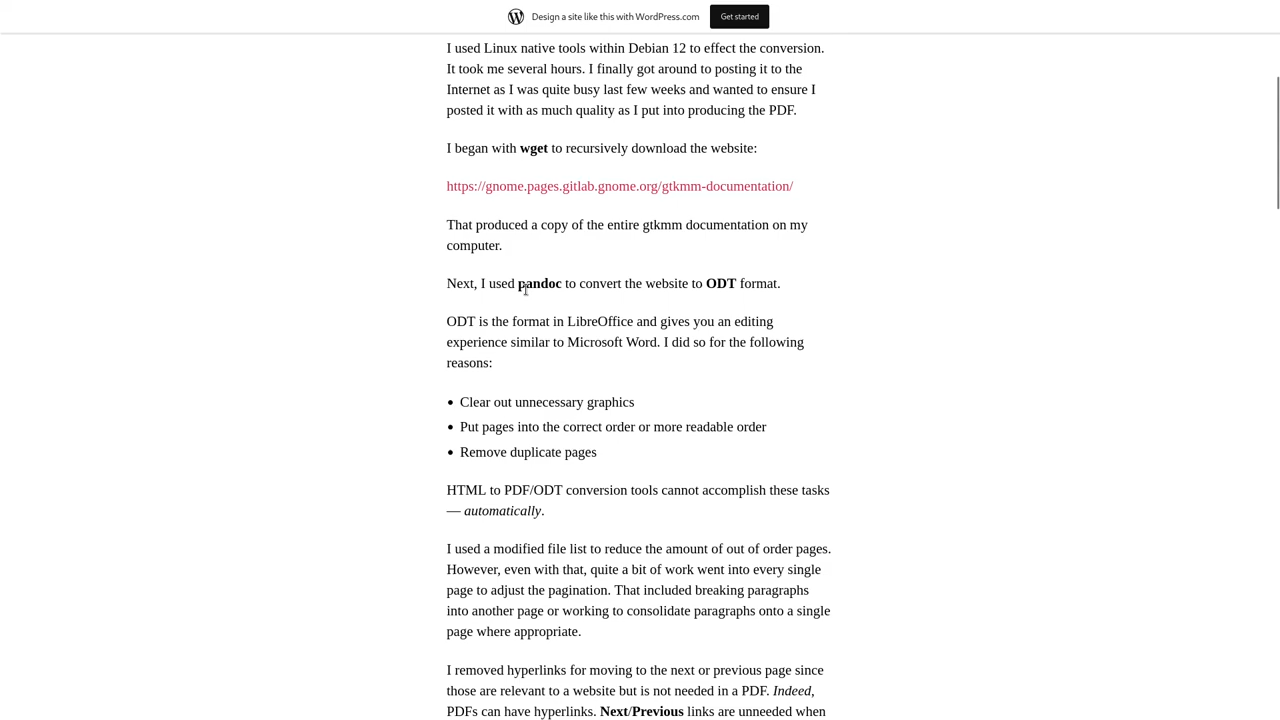 Design a site like this with WordPress.com
Get started
I used Linux native tools within Debian 12 to effect the conversion.
It took me several hours. I finally got around to posting it to the
Internet as I was quite busy last few weeks and wanted to ensure I
posted it with as much quality as I put into producing the PDF.
I began with wget to recursively download the website:
https://gnome.pages.gitlab.gnome.org/gtkmm-documentation/
That produced a copy of the entire gtkmm documentation on my
computer.
Next, I used pandoc to convert the website to ODT format.
ODT is the format in LibreOffice and gives you an editing
experience similar to Microsoft Word. I did so for the following
reasons:
• Clear out unnecessary graphics
• Put pages into the correct order or more readable order
• Remove duplicate pages
HTML to PDF/ODT conversion tools cannot accomplish these tasks
— automatically.
I used a modified file list to reduce the amount of out of order pages.
However, even with that, quite a bit of work went into every single
page to adjust the pagination. That included breaking paragraphs
into another page or working to consolidate paragraphs onto a single
page where appropriate.
I removed hyperlinks for moving to the next or previous page since
those are relevant to a website but is not needed in a PDF. Indeed,
PDFs can have hyperlinks. Next/Previous links are unneeded when